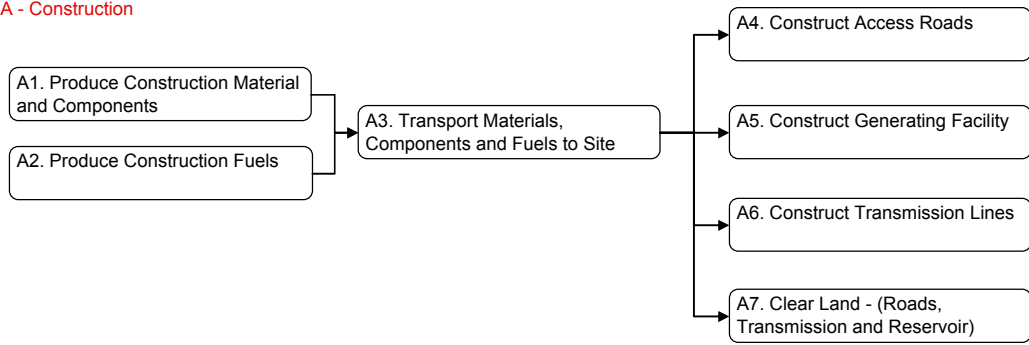 A - Construction
A1. Produce Construction Material
and Components
A2. Produce Construction Fuels
A3. Transport Materials,
Components and Fuels to Site
A4. Construct Access Roads
A5. Construct Generating Facility
A6. Construct Transmission Lines
A7. Clear Land - (Roads,
Transmission and Reservoir)